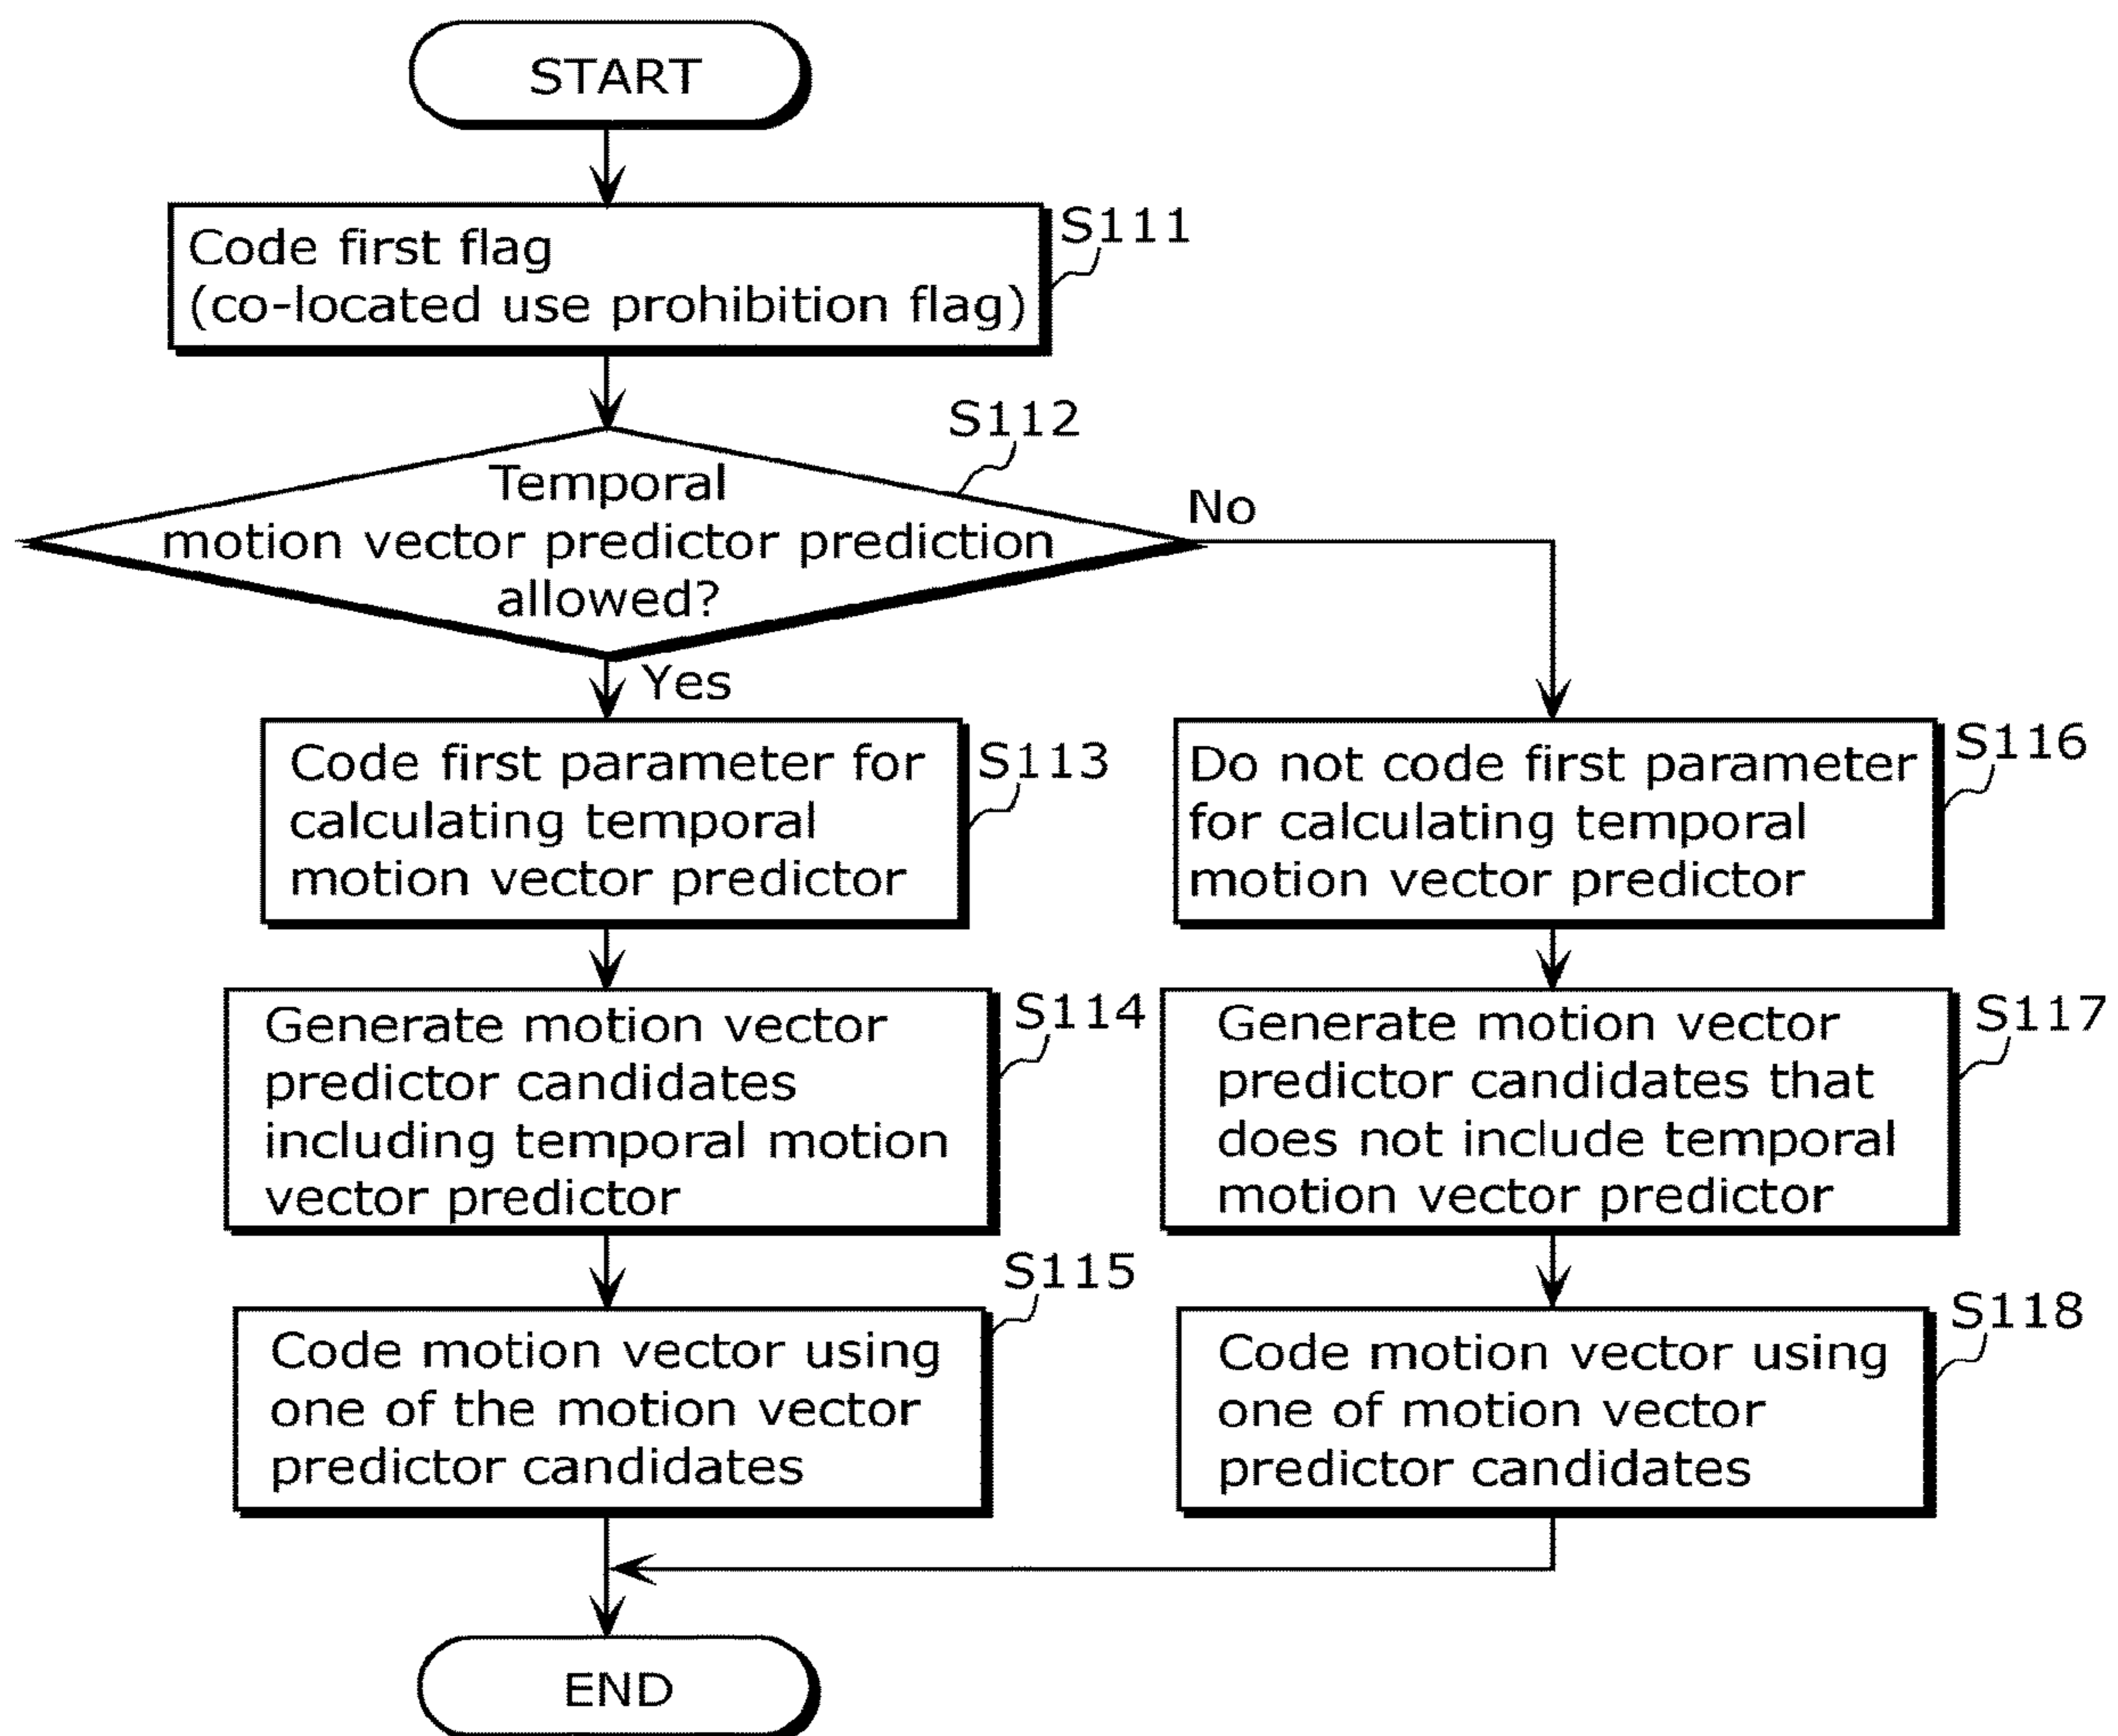 START
Code first flag
(co-located use prohibition flag)
S111
S112
Temporal
motion vector predictor prediction
allowed?
No
Yes
Code first parameter for
calculating temporal
motion vector predictor
S113
Do not code first parameter
for calculating temporal
motion vector predictor
S116
Generate motion vector
predictor candidates
including temporal motion
vector predictor
S114
Generate motion vector
predictor candidates that
does not include temporal
motion vector predictor
S117
Code motion vector using
one of the motion vector
predictor candidates
S115
Code motion vector using
one of motion vector
predictor candidates
S118
END